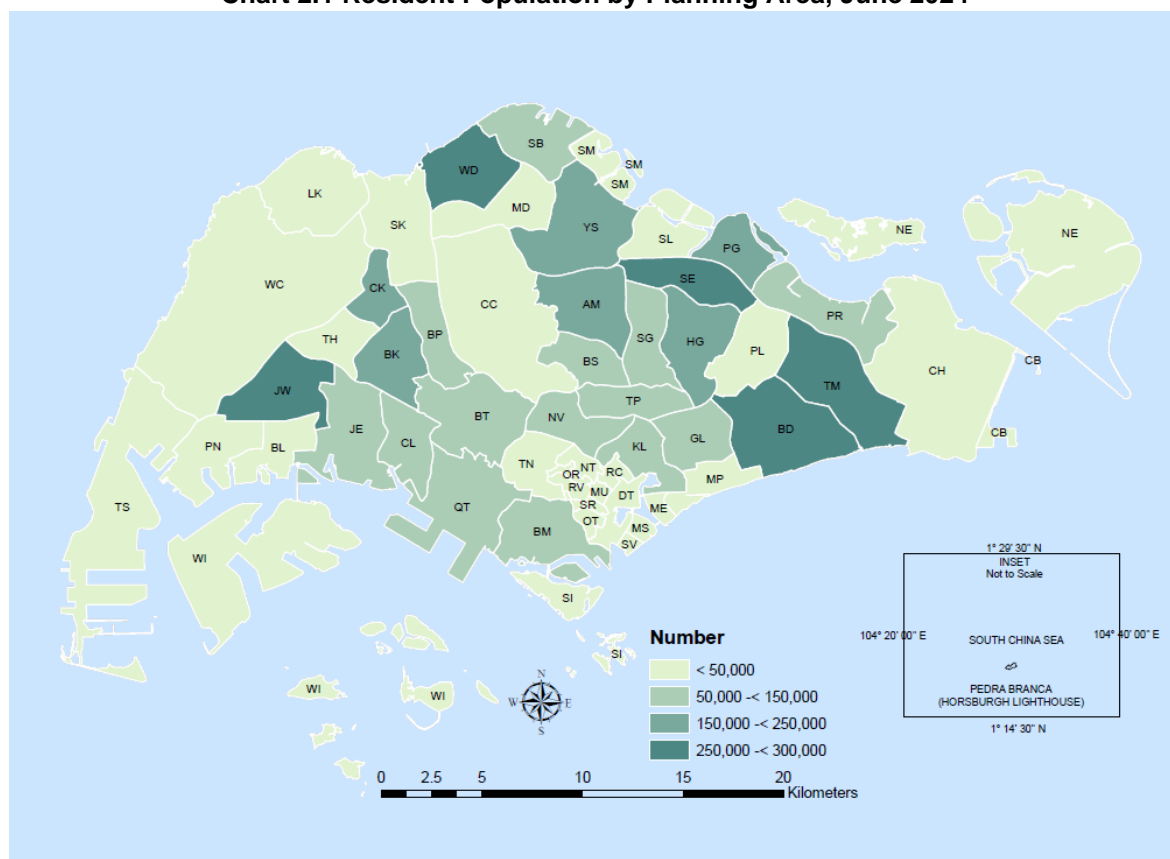 Chart 2.1 Resident Population by Planning Area, June 2024
SB
SM
SM
SM
WD
LK
MD
SK
YS
SL
PG
NE
NE
WC
CK
CC
SE
AM
PR
BP
TH
BK
SG
HG
PL
BS
CH
CB
JW
TM
TP
BT
NV
JE
CL
KL
GL
BD
CB
PN
BL
TN
NT
RC
OR
MP
RV
MU
DT
SR
ME
TS
QT
OT
MS
BM
SV
WI
SI
SI
WI
WI
1° 29' 30" N
INSET
Not to Scale
104° 20' 00" E
SOUTH CHINA SEA
104° 40' 00" E
PEDRA BRANCA
(HORSBURGH LIGHTHOUSE)
1° 14' 30" N
Number
< 50,000
50,000 -< 150,000
150,000 -< 250,000
250,000 -< 300,000
N
W E
S
0 2.5 5 10 15 20
Kilometers